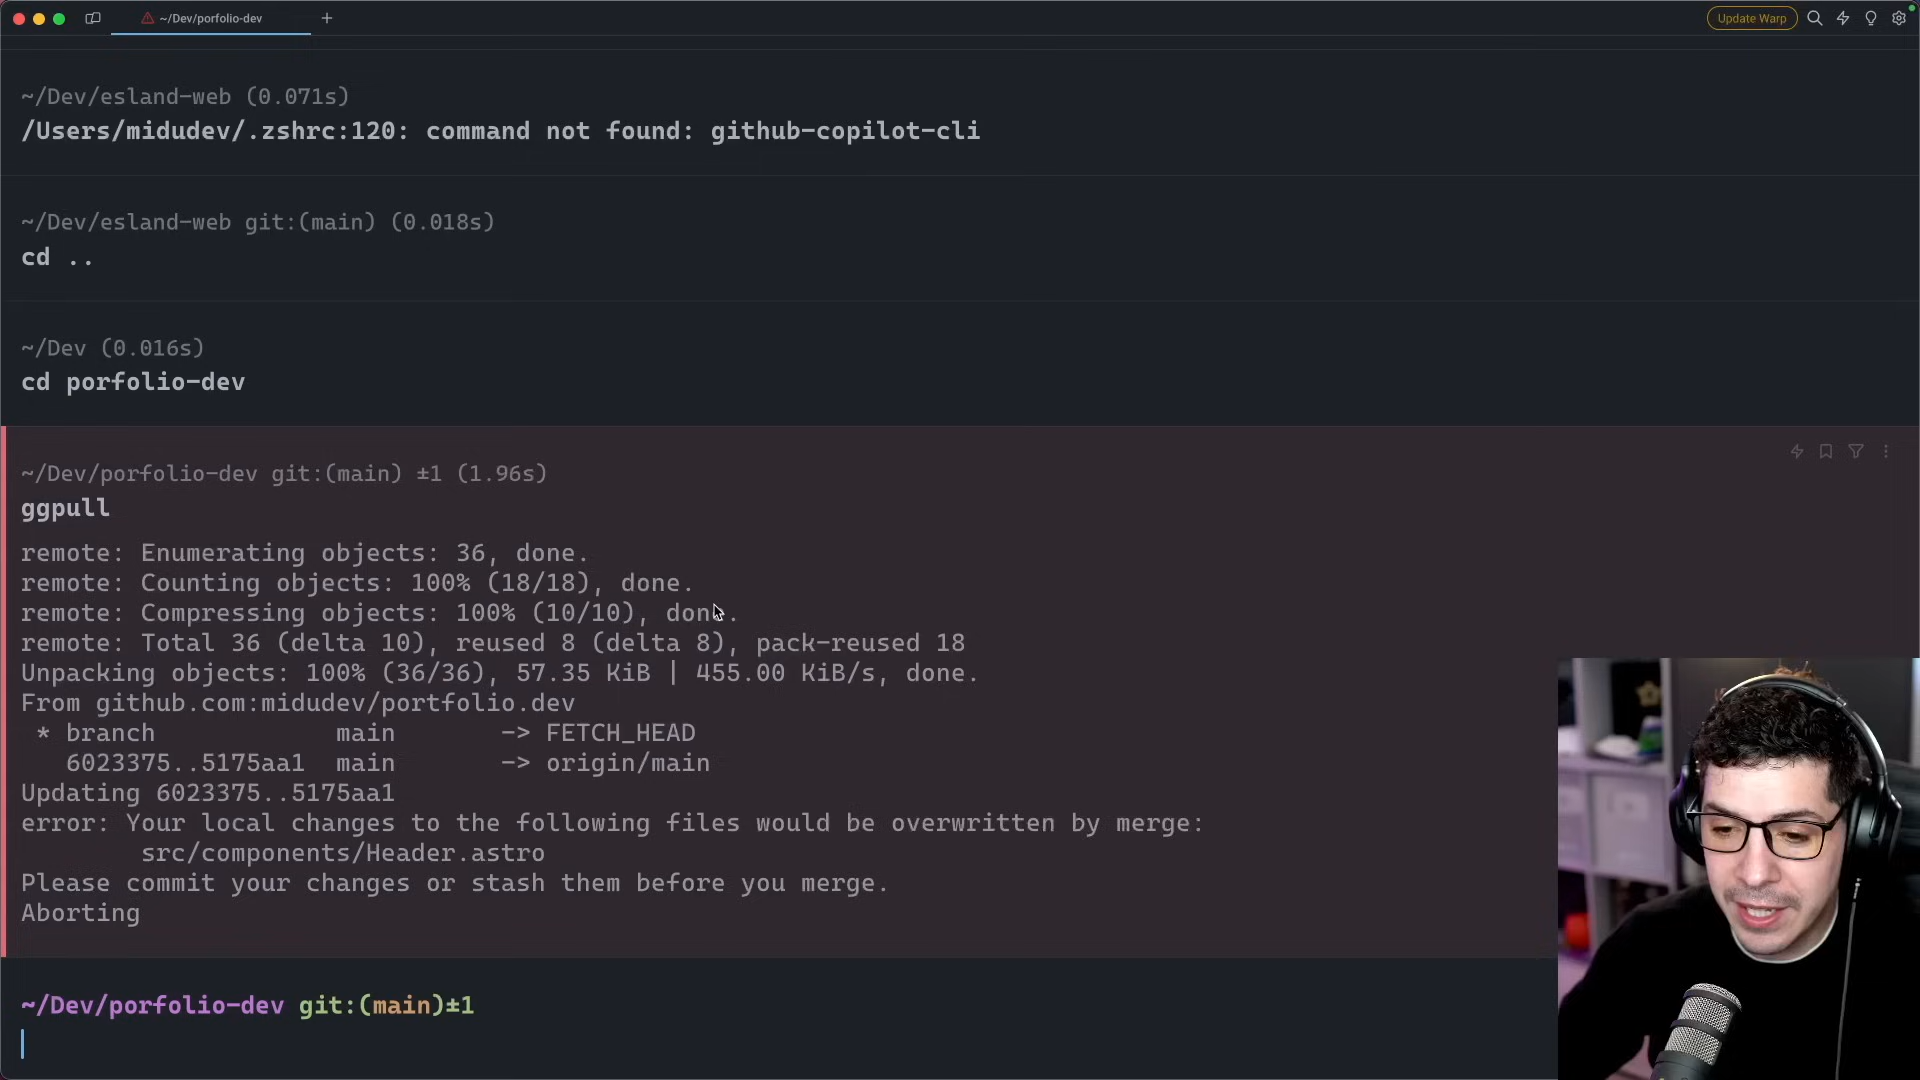 ~/Dev/porfolio-dev
Update Warp
~/Dev/esland-web (0.071s)
/Users/midudev/.zshrc:120: command not found: github-copilot-cli
~/Dev/esland-web git:(main) (0.018s)
cd ..
~/Dev (0.016s)
cd porfolio-dev
~/Dev/porfolio-dev git:(main) ±1 (1.96s)
ggpull
remote: Enumerating objects: 36, done.
remote: Counting objects: 100% (18/18), done.
remote: Compressing objects: 100% (10/10), done.
remote: Total 36 (delta 10), reused 8 (delta 8), pack-reused 18
Unpacking objects: 100% (36/36), 57.35 KiB | 455.00 KiB/s, done.
From github.com:midudev/portfolio.dev
* branch main -> FETCH_HEAD
6023375..5175aa1 main -> origin/main
Updating 6023375..5175aa1
error: Your local changes to the following files would be overwritten by merge:
src/components/Header.astro
Please commit your changes or stash them before you merge.
Aborting
~/Dev/porfolio-dev git:(main)±1